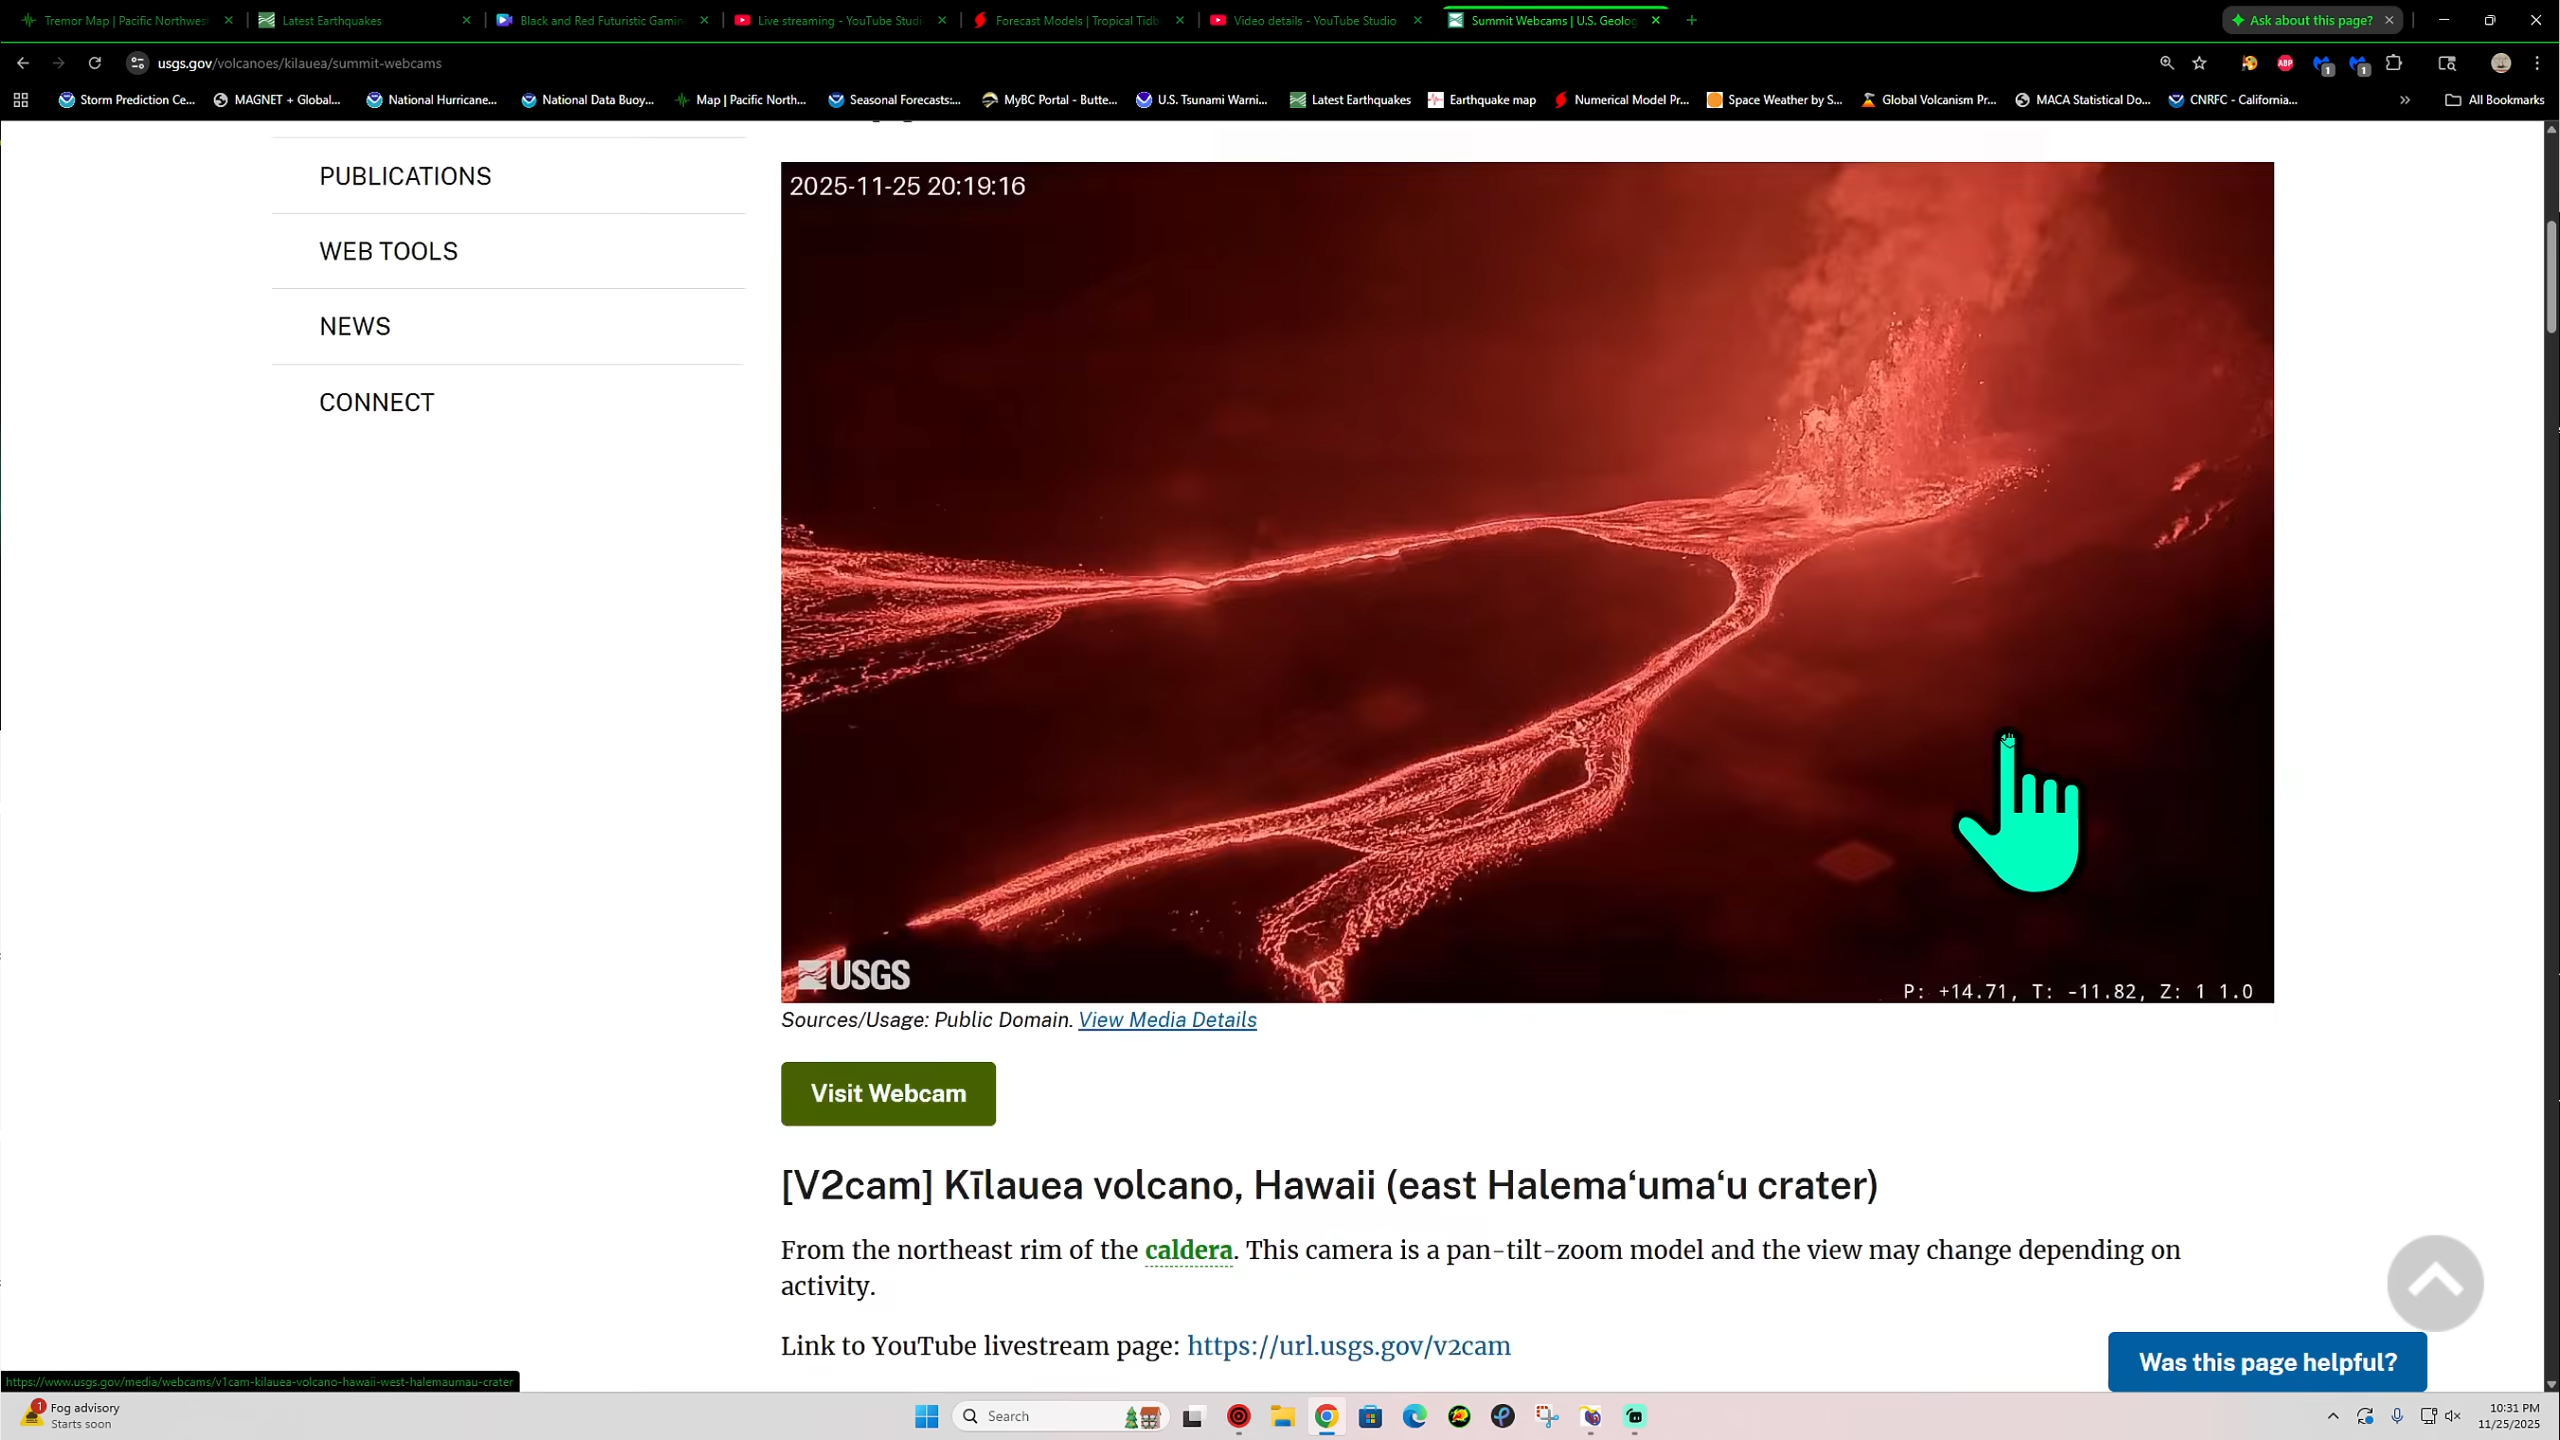 Tremor Map | Pacific Northwest
Latest Earthquakes
Black and Red Futuristic Gamin
Live streaming - YouTube Studi
Forecast Models | Tropical Tidb
Video details - YouTube Studio
Summit Webcams | U.S. Geolog
Ask about this page?
usgs.gov/volcanoes/kilauea/summit-webcams
Storm Prediction Ce...
MAGNET + Global...
National Hurricane...
National Data Buoy...
Map | Pacific North...
Seasonal Forecasts:...
MyBC Portal - Butte...
U.S. Tsunami Warni...
Latest Earthquakes
Earthquake map
Numerical Model Pr...
Space Weather by S...
Global Volcanism Pr...
MACA Statistical Do...
CNRFC - California...
All Bookmarks
PUBLICATIONS
WEB TOOLS
NEWS
CONNECT
2025-11-25 20:19:16
USGS
P: +14.71, T: -11.82, Z: 1 1.0
Sources/Usage: Public Domain. View Media Details
Visit Webcam
[V2cam] Kīlauea volcano, Hawaii (east Halemaʻumaʻu crater)
From the northeast rim of the caldera. This camera is a pan-tilt-zoom model and the view may change depending on
activity.
Link to YouTube livestream page: https://url.usgs.gov/v2cam
Was this page helpful?
https://www.usgs.gov/media/webcams/v1cam-kilauea-volcano-hawaii-west-halemaumau-crater
1
Fog advisory
Starts soon
Search
10:31 PM
11/25/2025